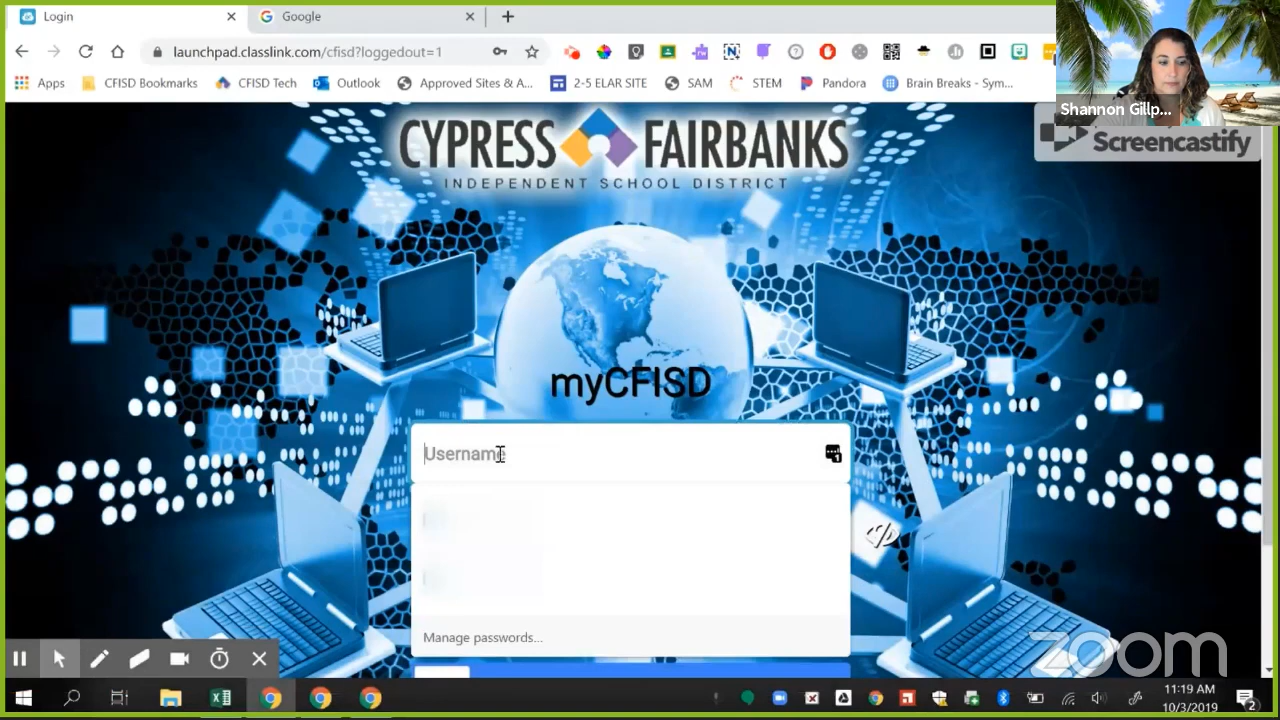 Login
Google
launchpad.classlink.com/cfisd?loggedout=1
Apps
CFISD Bookmarks
CFISD Tech
Outlook
Approved Sites & A...
2-5 ELAR SITE
SAM
STEM
Pandora
Brain Breaks - Sym...
Shannon Gillp...
Screencastify
CYPRESS FAIRBANKS
INDEPENDENT SCHOOL DISTRICT
myCFISD
Username
Manage passwords...
zoom
11:19 AM
10/3/2019
2